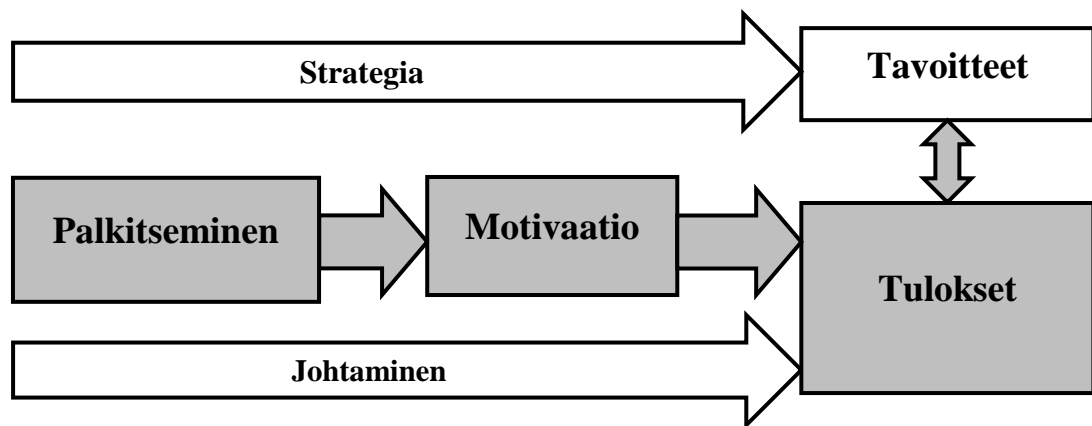 Strategia
Tavoitteet
Palkitseminen
Motivaatio
Tulokset
Johtaminen